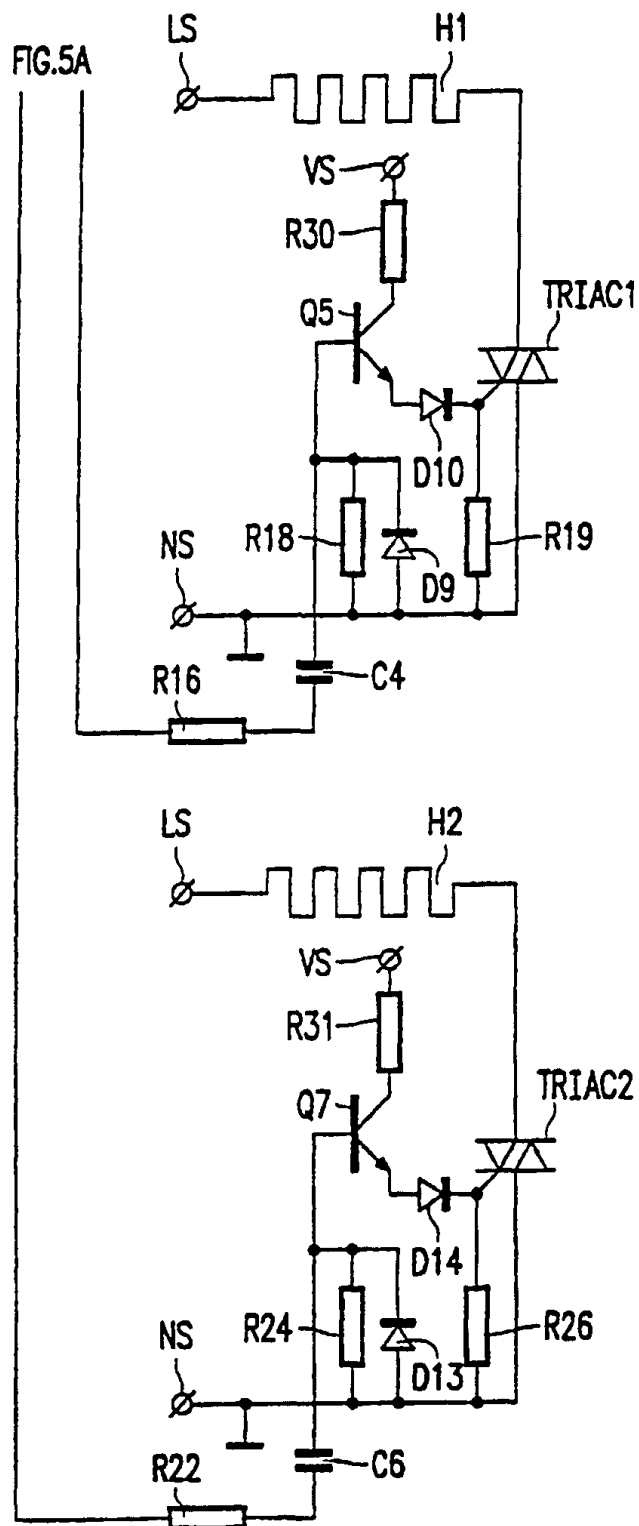 LS
H1
FIG.5A
VS
R30
TRIAC1
Q5
D10
R18
R19
NS
D9
R16
C4
LS
H2
VS
R31
TRIAC2
Q7
D14
R24
R26
NS
D13
R22
C6